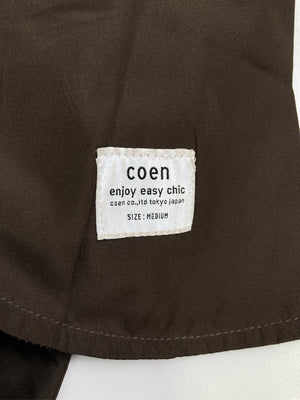 coen
enjoy easy chic
coen co.,ltd tokyo japan
SIZE: MEDIUM